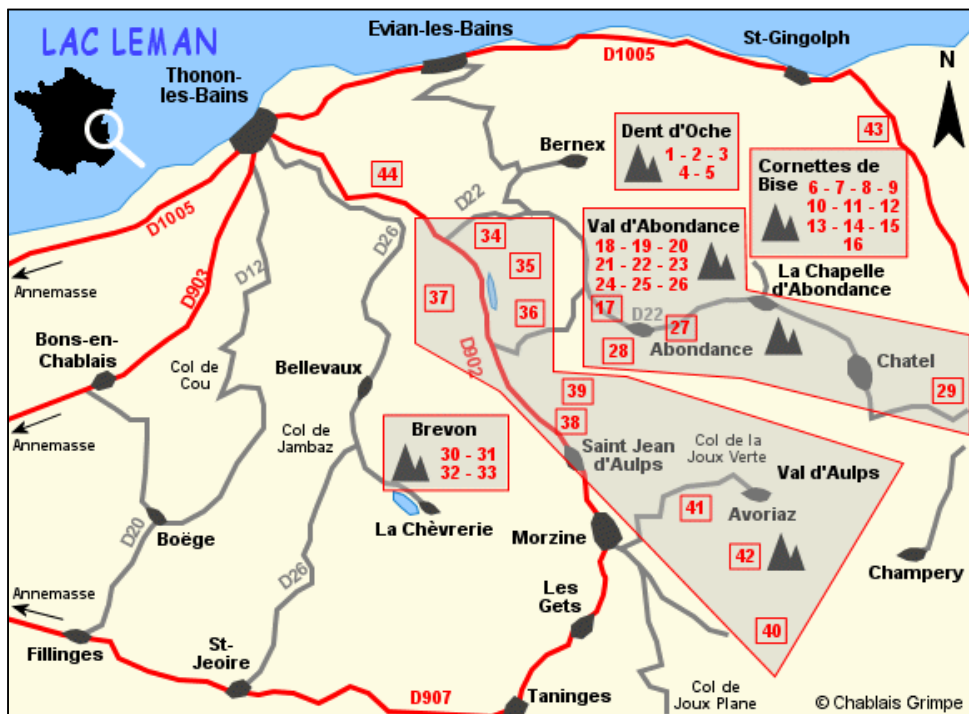 LAC LEMAN
Evian-les-Bains
St-Gingolph
Thonon-
les-Bains
D1005
N
Bernex
Dent d'Oche
1 - 2 - 3
4 - 5
43
Cornettes de
Bise
6 - 7 - 8 - 9
10 - 11 - 12
13 - 14 - 15
16
44
D22
D26
D1005
D903
D12
Annemasse
34
35
36
37
D902
Val d'Abondance
18 - 19 - 20
21 - 22 - 23
24 - 25 - 26
17
D22
27
28
Abondance
La Chapelle
d'Abondance
Chatel
29
Bons-en-
Chablais
Col de
Cou
Bellevaux
Annemasse
Col de
Jambaz
Brevon
30 - 31
32 - 33
39
38
Saint Jean
d'Aulps
Col de la
Joux Verte
Val d'Aulps
41
Avoriaz
42
La Chèvrerie
Morzine
D20
Boëge
D26
Champery
Annemasse
Les
Gets
40
Fillinges
St-
Jeoire
D907
Taninges
Col de
Joux Plane
© Chablais Grimpe